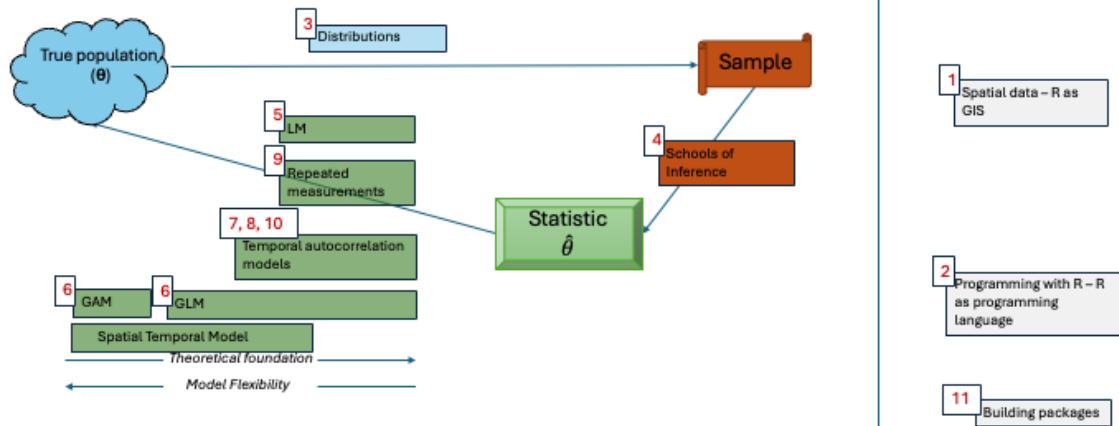 3
Distributions
True population
(θ)
Sample
1
Spatial data – R as
GIS
5
LM
4
Schools of
Inference
9
Repeated
measurements
7, 8, 10
Temporal autocorrelation
models
Statistic
θ̂
2
Programming with R – R
as programming
language
6
GAM
6
GLM
Spatial Temporal Model
Theoretical foundation
Model Flexibility
11
Building packages